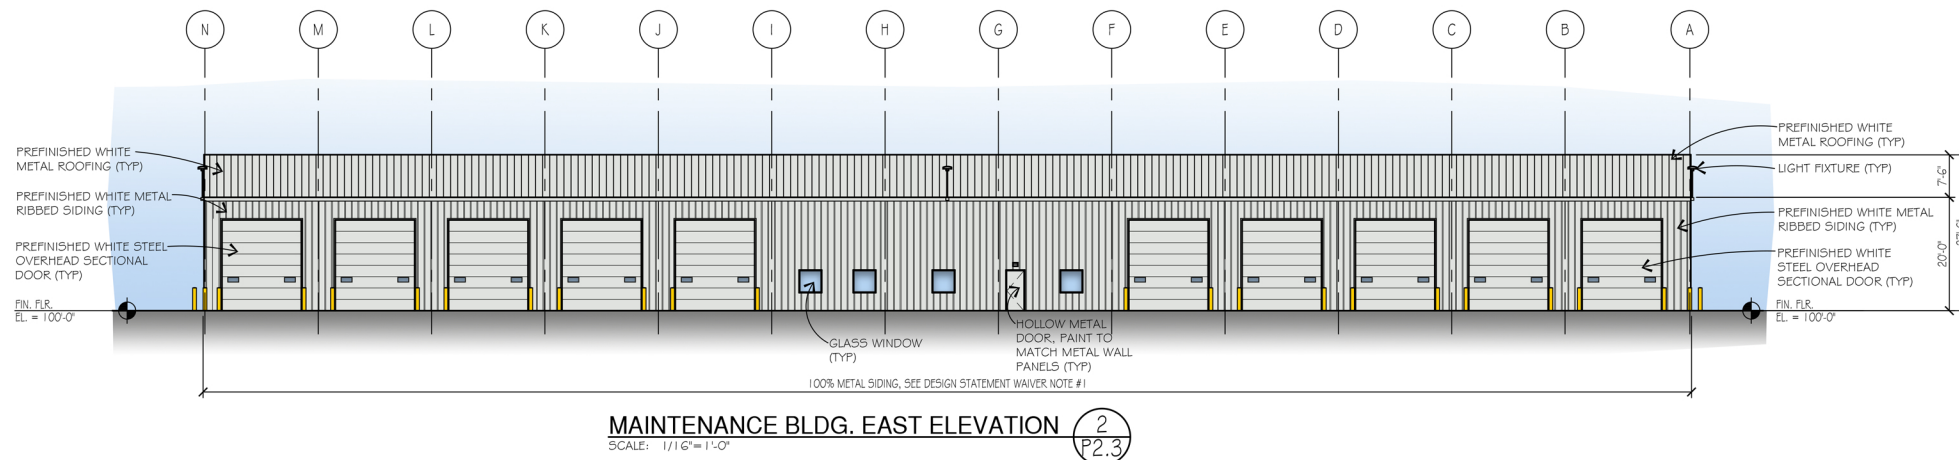 N M L K J I H G F E D C B A
PREFINISHED WHITE
METAL ROOFING (TYP)
PREFINISHED WHITE METAL
RIBBED SIDING (TYP)
PREFINISHED WHITE STEEL
OVERHEAD SECTIONAL
DOOR (TYP)
FIN. FLR.
EL. = 100'-0"
PREFINISHED WHITE
METAL ROOFING (TYP)
LIGHT FIXTURE (TYP)
PREFINISHED WHITE METAL
RIBBED SIDING (TYP)
PREFINISHED WHITE
STEEL OVERHEAD
SECTIONAL DOOR (TYP)
FIN. FLR.
EL. = 100'-0"
7'-6"
20'-0"
GLASS WINDOW
(TYP)
HOLLOW METAL
DOOR, PAINT TO
MATCH METAL WALL
PANELS (TYP)
100% METAL SIDING, SEE DESIGN STATEMENT WAIVER NOTE #1
MAINTENANCE BLDG. EAST ELEVATION
SCALE: 1/16"= 1'-0"
2
P2.3